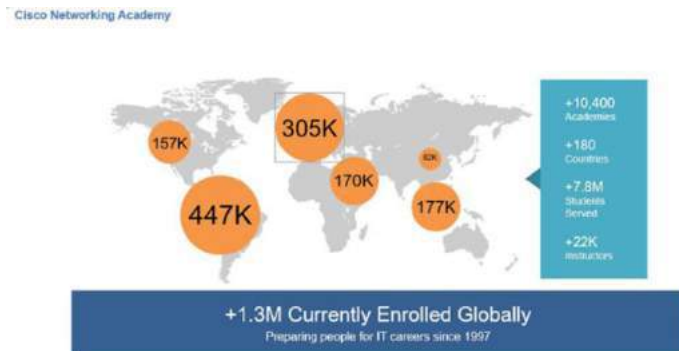 Cisco Networking Academy
305K
157K
170K
447K
177K
+10,400
Academies
+180
Countries
+7.8M
Students
Served
+22K
Instructors
+1.3M Currently Enrolled Globally
Preparing people for IT careers since 1997